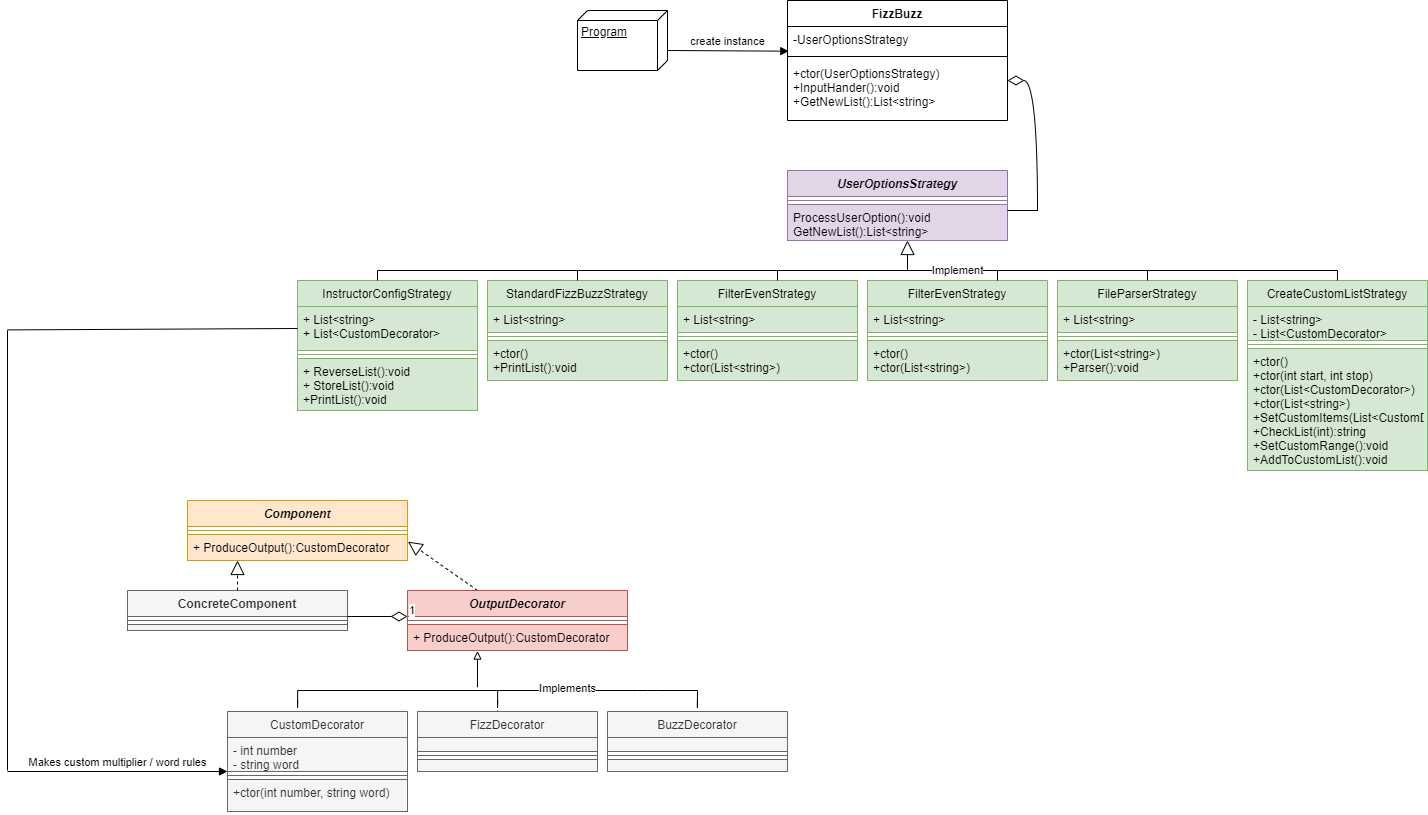 Program
create instance
FizzBuzz
-UserOptionsStrategy
+ctor(UserOptionsStrategy)
+InputHander():void
+GetNewList():List<string>
UserOptionsStrategy
ProcessUserOption():void
GetNewList():List<string>
Implement
InstructorConfigStrategy
+ List<string>
+ List<CustomDecorator>
+ ReverseList():void
+ StoreList():void
+PrintList():void
StandardFizzBuzzStrategy
+ List<string>
+ctor()
+PrintList():void
FilterEvenStrategy
+ List<string>
+ctor()
+ctor(List<string>)
FilterEvenStrategy
+ List<string>
+ctor()
+ctor(List<string>)
FileParserStrategy
+ List<string>
+ctor(List<string>)
+Parser():void
CreateCustomListStrategy
- List<string>
- List<CustomDecorator>
+ctor()
+ctor(int start, int stop)
+ctor(List<CustomDecorator>)
+ctor(List<string>)
+SetCustomItems(List<Custom
+CheckList(int):string
+SetCustomRange():void
+AddToCustomList():void
Component
+ ProduceOutput():CustomDecorator
ConcreteComponent
1
OutputDecorator
+ ProduceOutput():CustomDecorator
Implements
Makes custom multiplier / word rules
CustomDecorator
- int number
- string word
+ctor(int number, string word)
FizzDecorator
BuzzDecorator